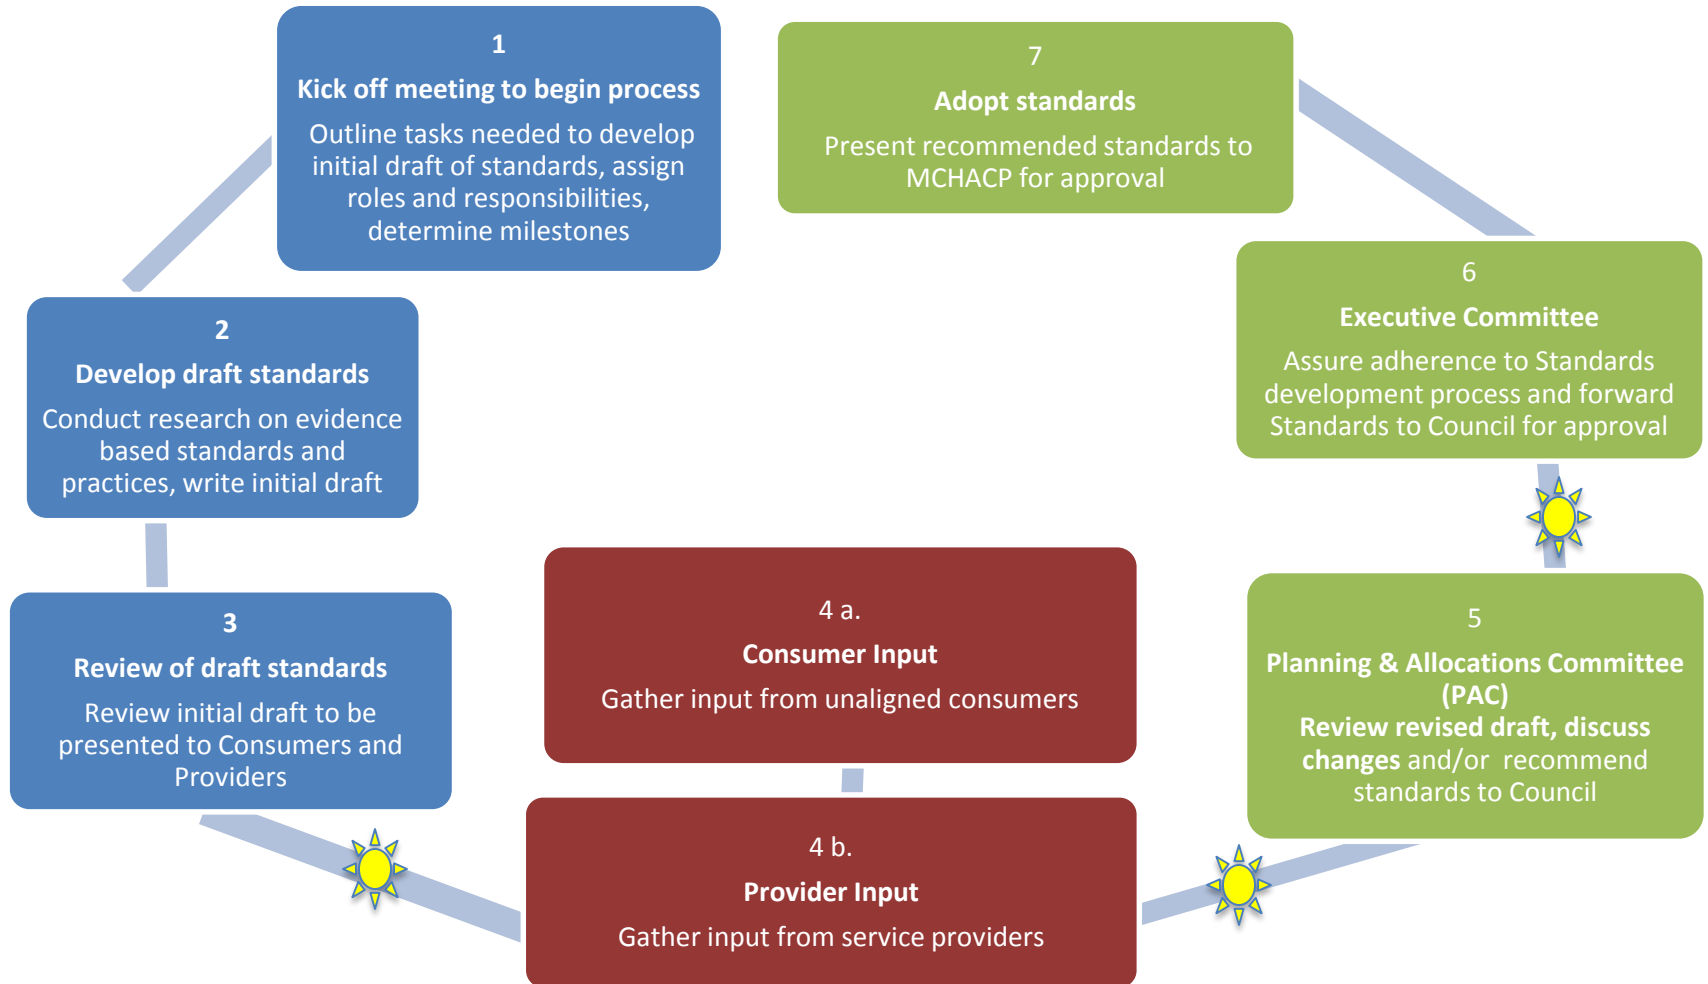 1
Kick off meeting to begin process
Outline tasks needed to develop
initial draft of standards, assign
roles and responsibilities,
determine milestones
2
Develop draft standards
Conduct research on evidence
based standards and
practices, write initial draft
3
Review of draft standards
Review initial draft to be
presented to Consumers and
Providers
4 a.
Consumer Input
Gather input from unaligned consumers
4 b.
Provider Input
Gather input from service providers
5
Planning & Allocations Committee
(PAC)
Review revised draft, discuss
changes and/or recommend
standards to Council
6
Executive Committee
Assure adherence to Standards
development process and forward
Standards to Council for approval
7
Adopt standards
Present recommended standards to
MCHACP for approval